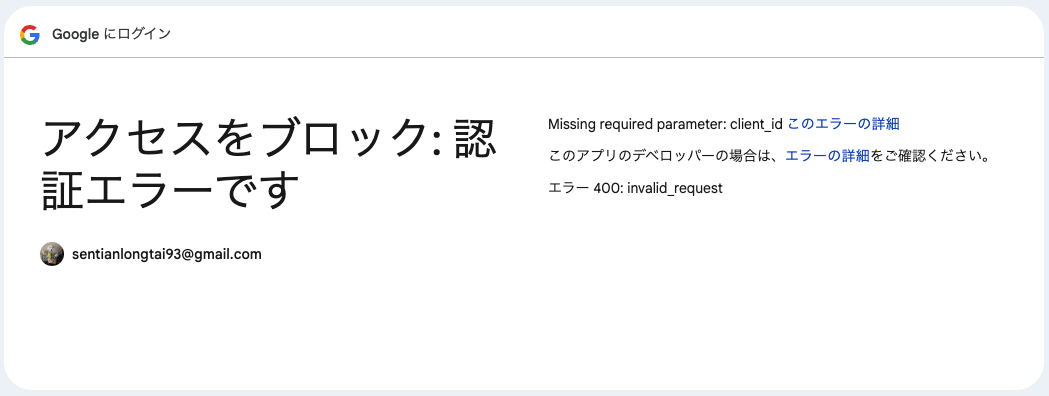 Google にログイン
アクセスをブロック: 認
証エラーです
sentianlongtai93@gmail.com
Missing required parameter: client_id このエラーの詳細
このアプリのデベロッパーの場合は、エラーの詳細をご確認ください。
エラー 400: invalid_request